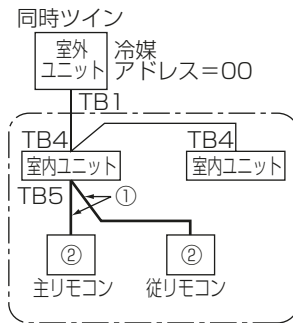 同時ツイン
室外
ユニット
冷媒
アドレス=00
TB1
TB4
TB4
室内ユニット
室内ユニット
TB5
①
②
②
主リモコン
従リモコン